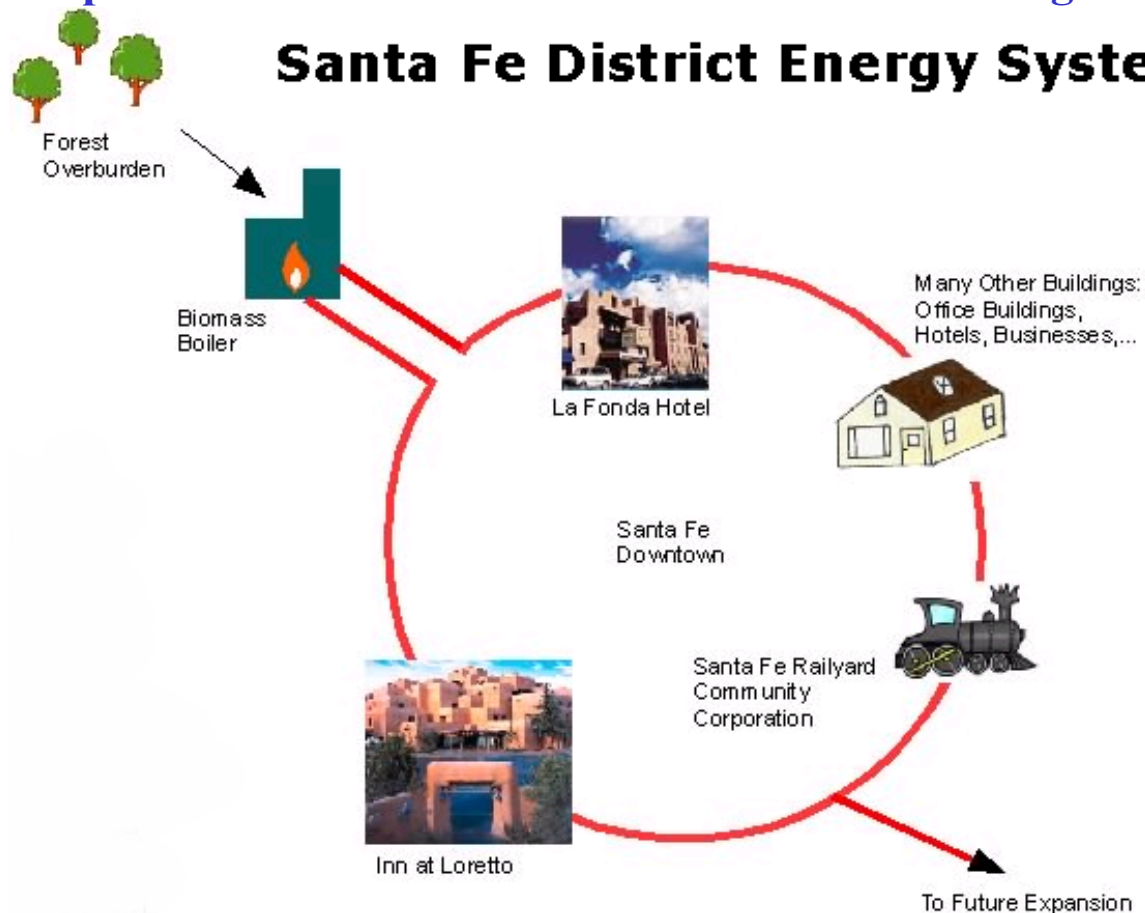 Santa Fe District Energy Syste
Forest
Overburden
Biomass
Boiler
Many Other Buildings:
Office Buildings,
Hotels, Businesses,...
La Fonda Hotel
Santa Fe
Downtown
Santa Fe Railyard
Community
Corporation
Inn at Loretto
To Future Expansion